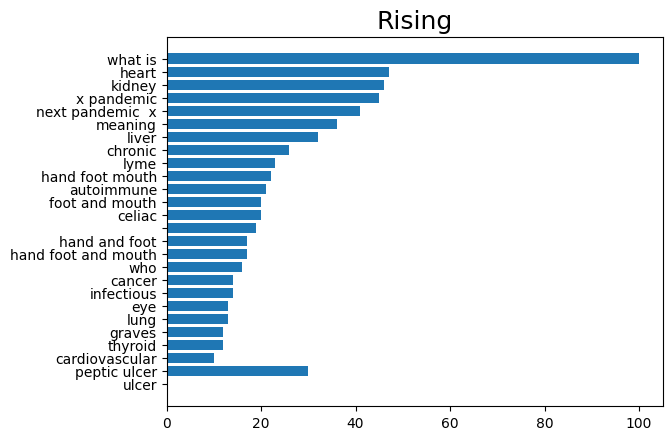 Rising
what is
heart
kidney
x pandemic
next pandemic  x
meaning
liver
chronic
lyme
hand foot mouth
autoimmune
foot and mouth
celiac
hand and foot
hand foot and mouth
who
cancer
infectious
eye
lung
graves
thyroid
cardiovascular
peptic ulcer
ulcer
0 20 40 60 80 100